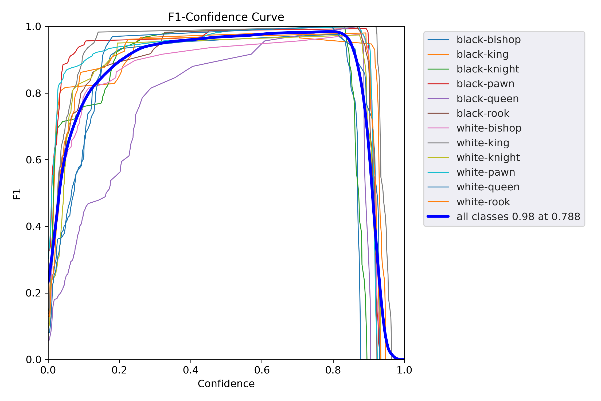 F1-Confidence Curve
1.0
0.8
0.6
0.4
0.2
0.0
F1
0.0
0.2
0.4
0.6
0.8
1.0
Confidence
black-bishop
black-king
black-knight
black-pawn
black-queen
black-rook
white-bishop
white-king
white-knight
white-pawn
white-queen
white-rook
all classes 0.98 at 0.788